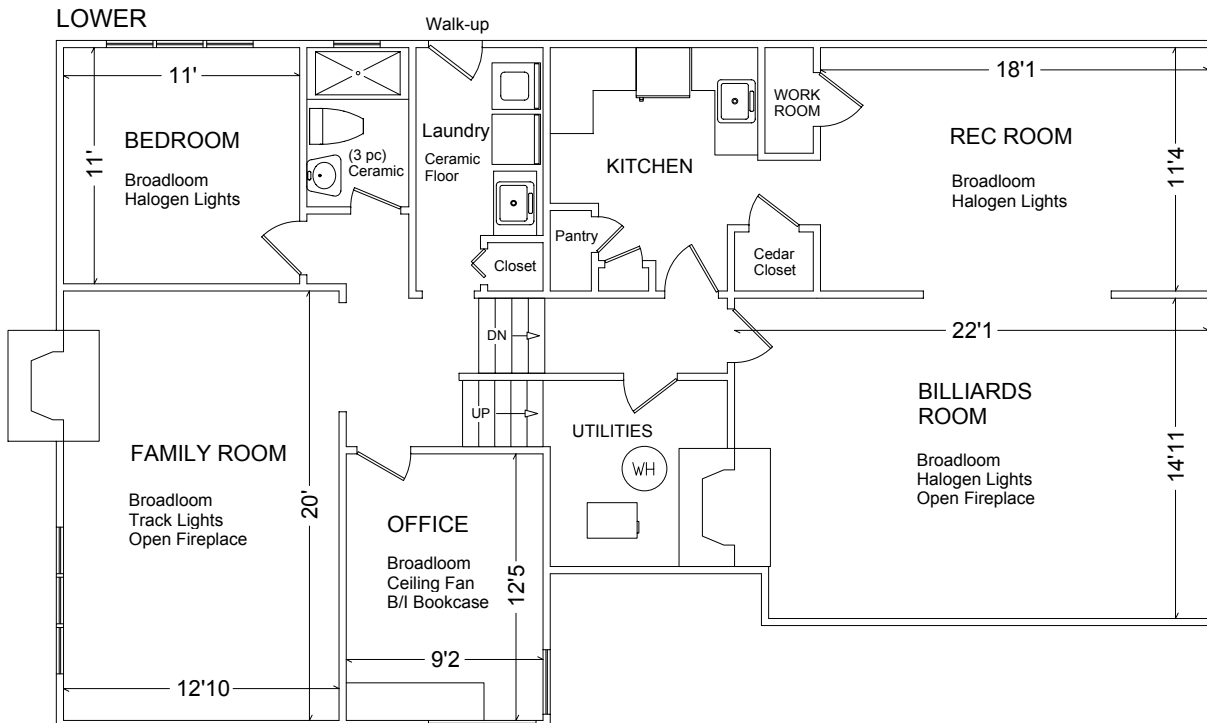 LOWER
Walk-up
11'
18'1
WORK
ROOM
BEDROOM
11'
Broadloom
Halogen Lights
(3 pc)
Ceramic
Laundry
Ceramic
Floor
KITCHEN
REC ROOM
Broadloom
Halogen Lights
11'4
Pantry
Closet
Cedar
Closet
DN
22'1
UP
UTILITIES
WH
BILLIARDS
ROOM
Broadloom
Halogen Lights
Open Fireplace
14'11
FAMILY ROOM
Broadloom
Track Lights
Open Fireplace
20'
OFFICE
Broadloom
Ceiling Fan
B/I Bookcase
12'5
9'2
12'10